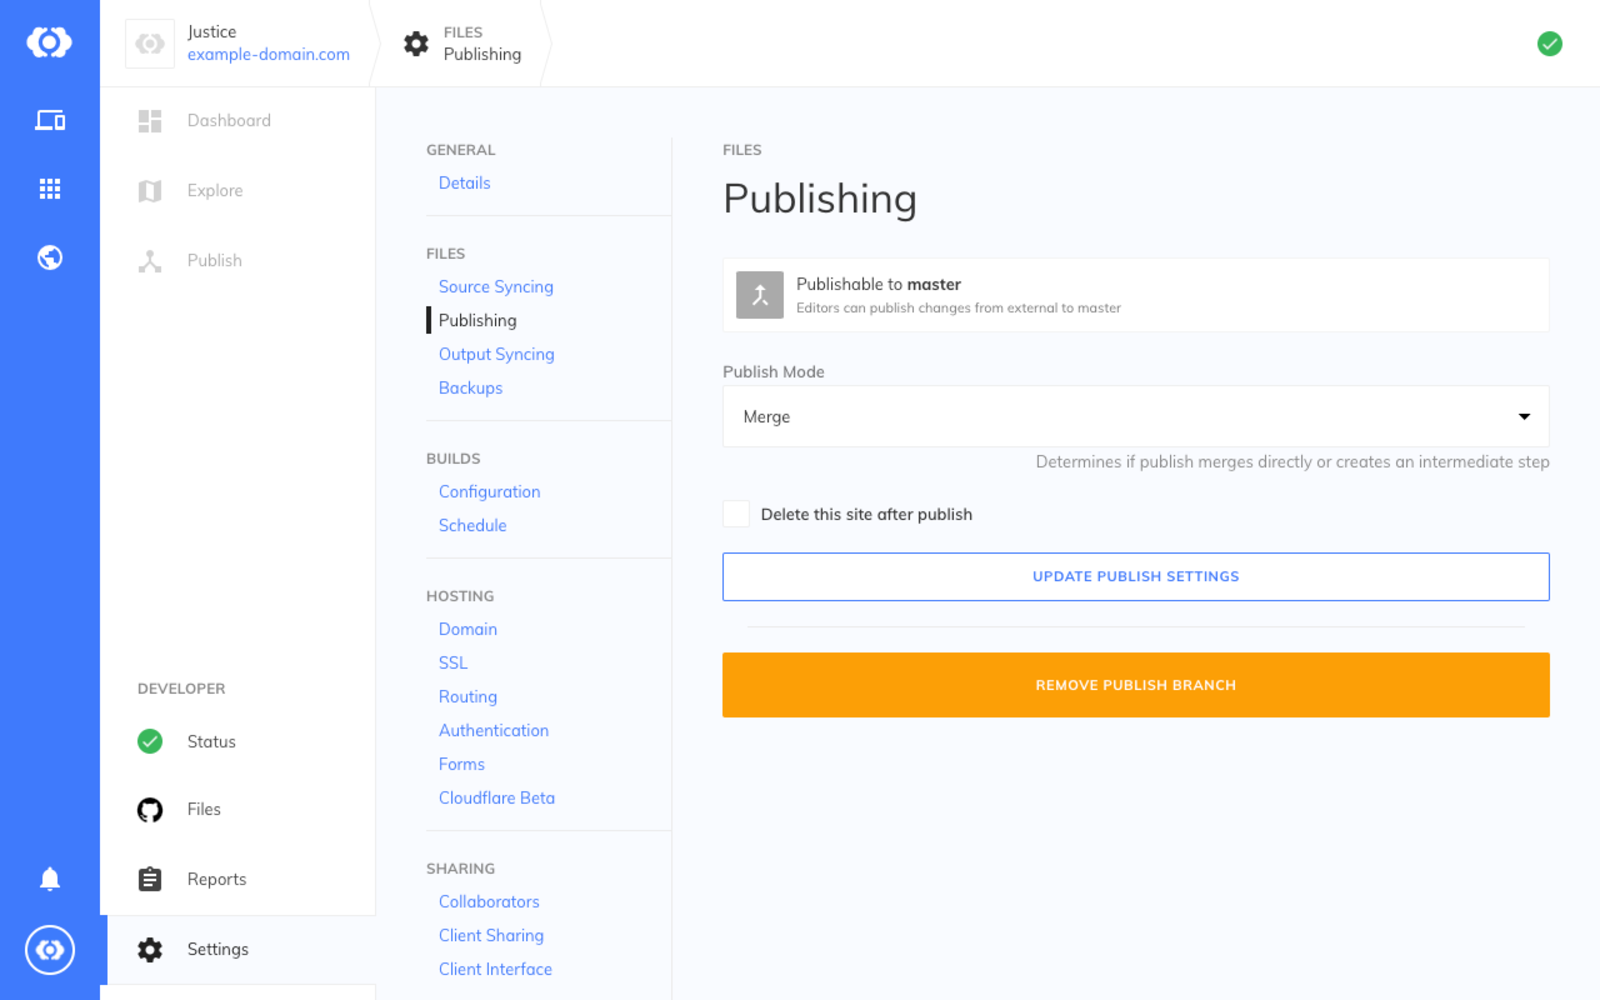 Justice
example-domain.com
FILES
Publishing
Dashboard
Explore
Publish
DEVELOPER
Status
Files
Reports
Settings
GENERAL
Details
FILES
Source Syncing
Publishing
Output Syncing
Backups
BUILDS
Configuration
Schedule
HOSTING
Domain
SSL
Routing
Authentication
Forms
Cloudflare Beta
SHARING
Collaborators
Client Sharing
Client Interface
FILES
Publishing
Publishable to master
Editors can publish changes from external to master
Publish Mode
Merge
Determines if publish merges directly or creates an intermediate step
Delete this site after publish
UPDATE PUBLISH SETTINGS
REMOVE PUBLISH BRANCH